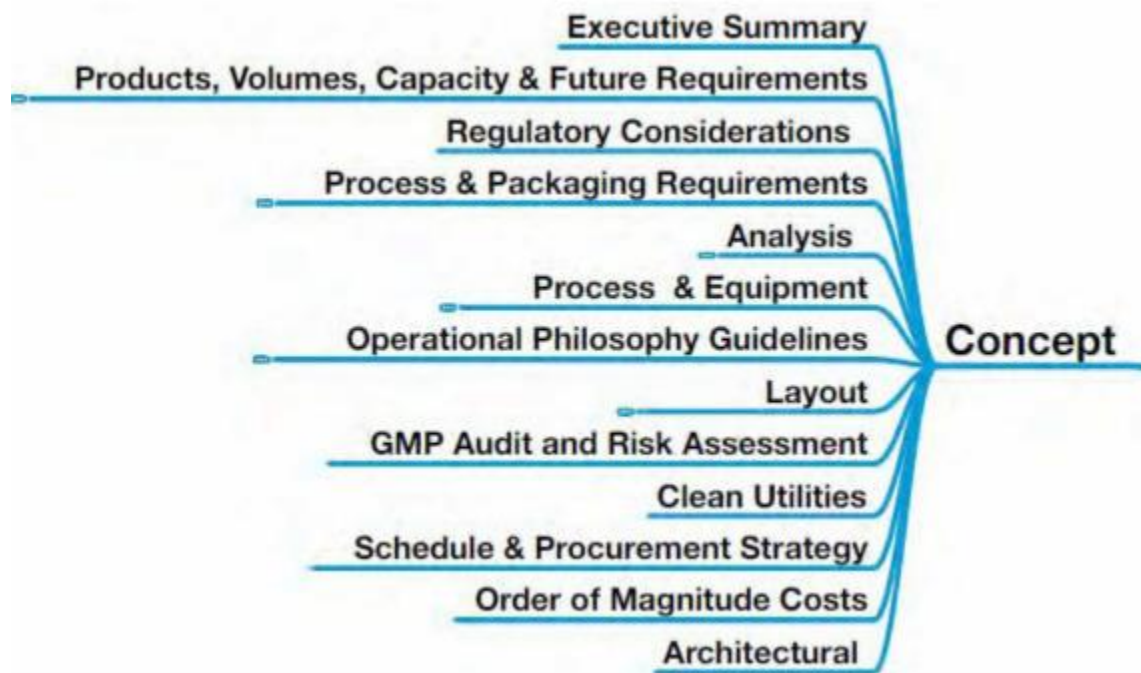 Executive Summary
Products, Volumes, Capacity & Future Requirements
Regulatory Considerations
Process & Packaging Requirements
Analysis
Process & Equipment
Operational Philosophy Guidelines
Concept
Layout
GMP Audit and Risk Assessment
Clean Utilities
Schedule & Procurement Strategy
Order of Magnitude Costs
Architectural